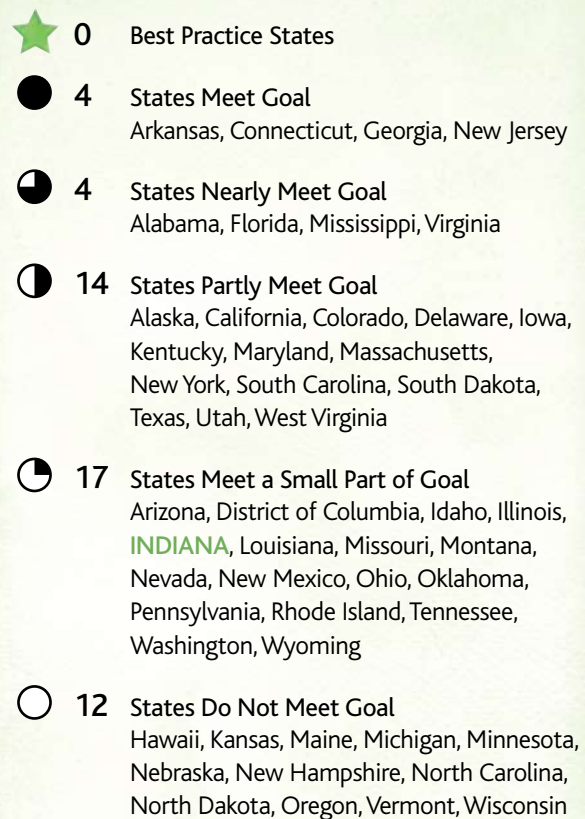 0 Best Practice States
4 States Meet Goal
Arkansas, Connecticut, Georgia, New Jersey
4 States Nearly Meet Goal
Alabama, Florida, Mississippi, Virginia
14 States Partly Meet Goal
Alaska, California, Colorado, Delaware, Iowa,
Kentucky, Maryland, Massachusetts,
New York, South Carolina, South Dakota,
Texas, Utah, West Virginia
17 States Meet a Small Part of Goal
Arizona, District of Columbia, Idaho, Illinois,
INDIANA, Louisiana, Missouri, Montana,
Nevada, New Mexico, Ohio, Oklahoma,
Pennsylvania, Rhode Island, Tennessee,
Washington, Wyoming
12 States Do Not Meet Goal
Hawaii, Kansas, Maine, Michigan, Minnesota,
Nebraska, New Hampshire, North Carolina,
North Dakota, Oregon, Vermont, Wisconsin